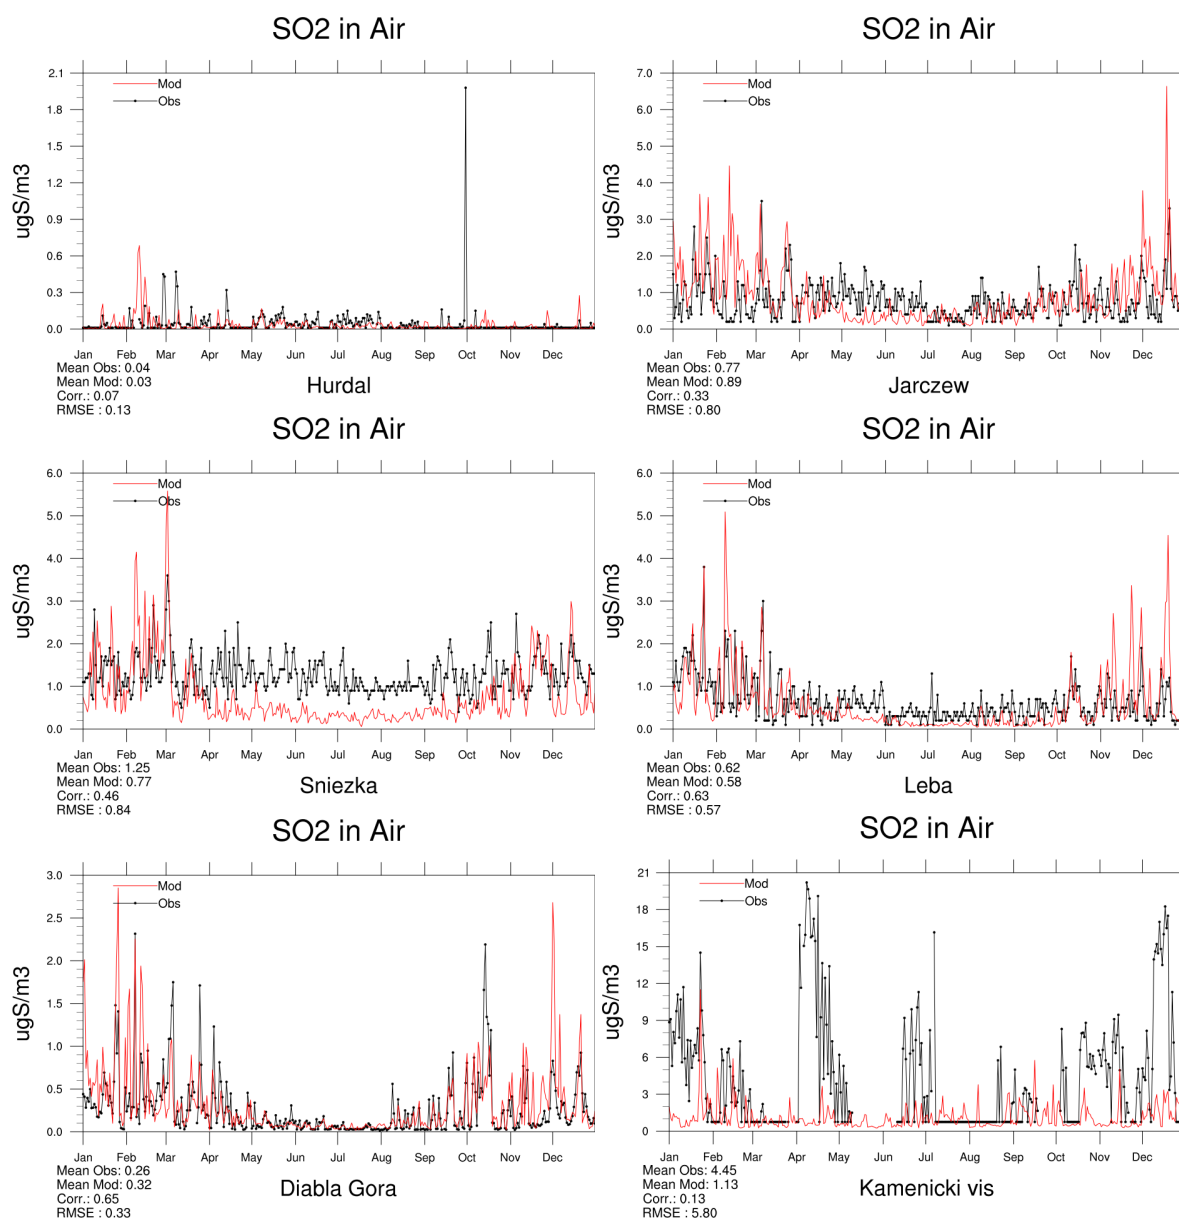 SO2 in Air
2.1
1.8
1.5
1.2
0.9
0.6
0.3
0.0
ugS/m3
Mod
Obs
Jan Feb Mar Apr May Jun Jul Aug Sep Oct Nov Dec
Mean Obs: 0.04
Mean Mod: 0.03
Corr.: 0.07
RMSE : 0.13
Hurdal
SO2 in Air
7.0
6.0
5.0
4.0
3.0
2.0
1.0
0.0
ugS/m3
Mod
Obs
Jan Feb Mar Apr May Jun Jul Aug Sep Oct Nov Dec
Mean Obs: 0.77
Mean Mod: 0.89
Corr.: 0.33
RMSE : 0.80
Jarczew
SO2 in Air
6.0
5.0
4.0
3.0
2.0
1.0
0.0
ugS/m3
Mod
Obs
Jan Feb Mar Apr May Jun Jul Aug Sep Oct Nov Dec
Mean Obs: 1.25
Mean Mod: 0.77
Corr.: 0.46
RMSE : 0.84
Sniezka
SO2 in Air
6.0
5.0
4.0
3.0
2.0
1.0
0.0
ugS/m3
Mod
Obs
Jan Feb Mar Apr May Jun Jul Aug Sep Oct Nov Dec
Mean Obs: 0.62
Mean Mod: 0.58
Corr.: 0.63
RMSE : 0.57
Leba
SO2 in Air
3.0
2.5
2.0
1.5
1.0
0.5
0.0
ugS/m3
Mod
Obs
Jan Feb Mar Apr May Jun Jul Aug Sep Oct Nov Dec
Mean Obs: 0.26
Mean Mod: 0.32
Corr.: 0.65
RMSE : 0.33
Diabla Gora
SO2 in Air
21
18
15
12
9
6
3
0
ugS/m3
Mod
Obs
Jan Feb Mar Apr May Jun Jul Aug Sep Oct Nov Dec
Mean Obs: 4.45
Mean Mod: 1.13
Corr.: 0.13
RMSE : 5.80
Kamenicki vis